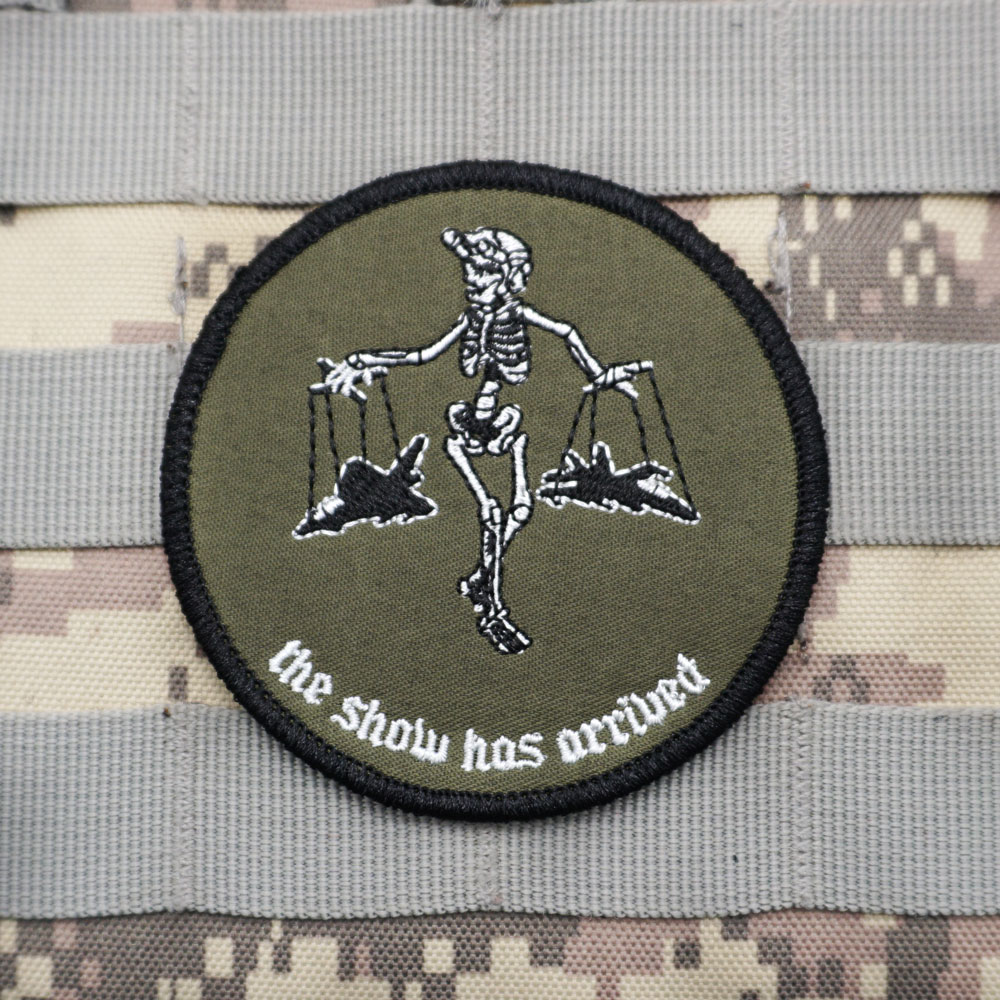 the show has arrived